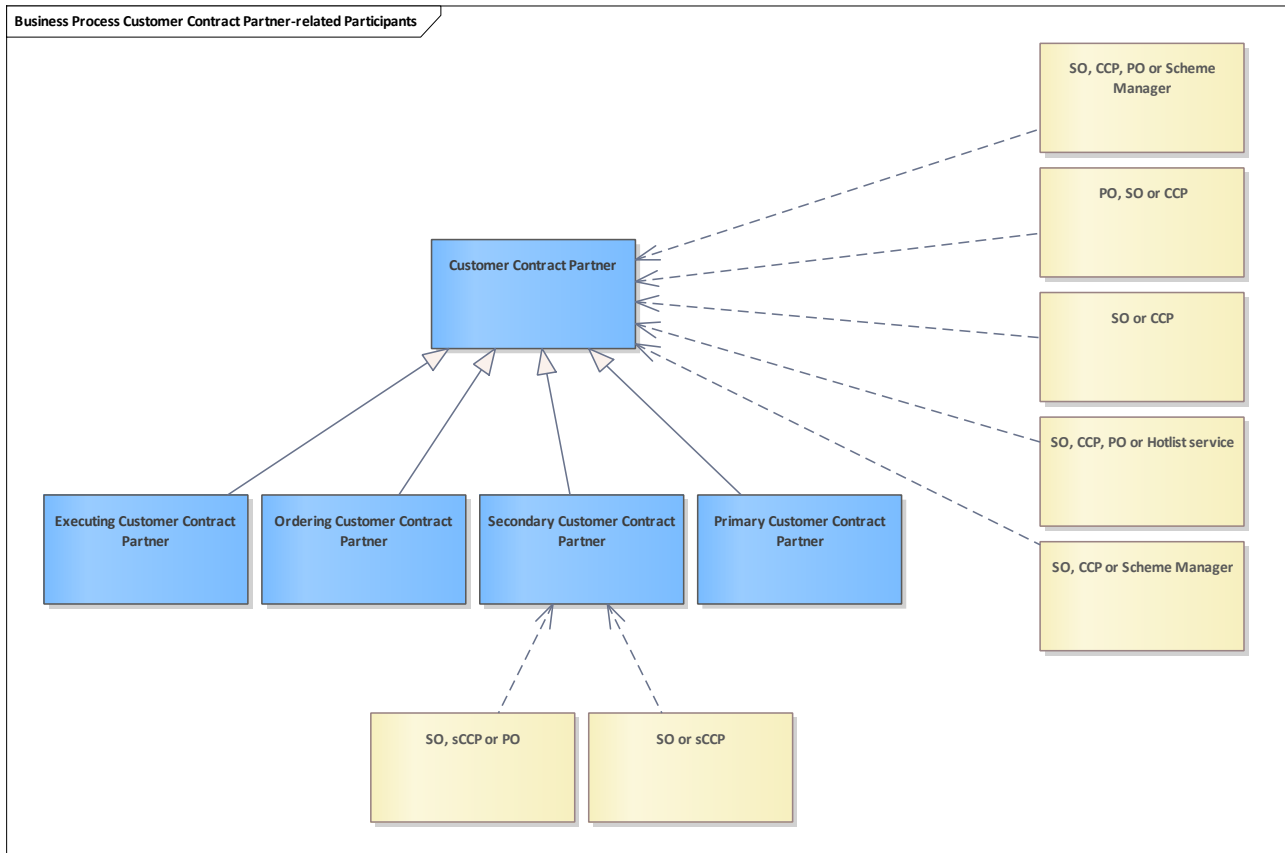 Business Process Customer Contract Partner-related Participants
SO, CCP, PO or Scheme
Manager
PO, SO or CCP
Customer Contract Partner
SO or CCP
SO, CCP, PO or Hotlist service
Executing Customer Contract
Partner
Ordering Customer Contract
Partner
Secondary Customer Contract
Partner
Primary Customer Contract
Partner
SO, CCP or Scheme Manager
SO, sCCP or PO
SO or sCCP